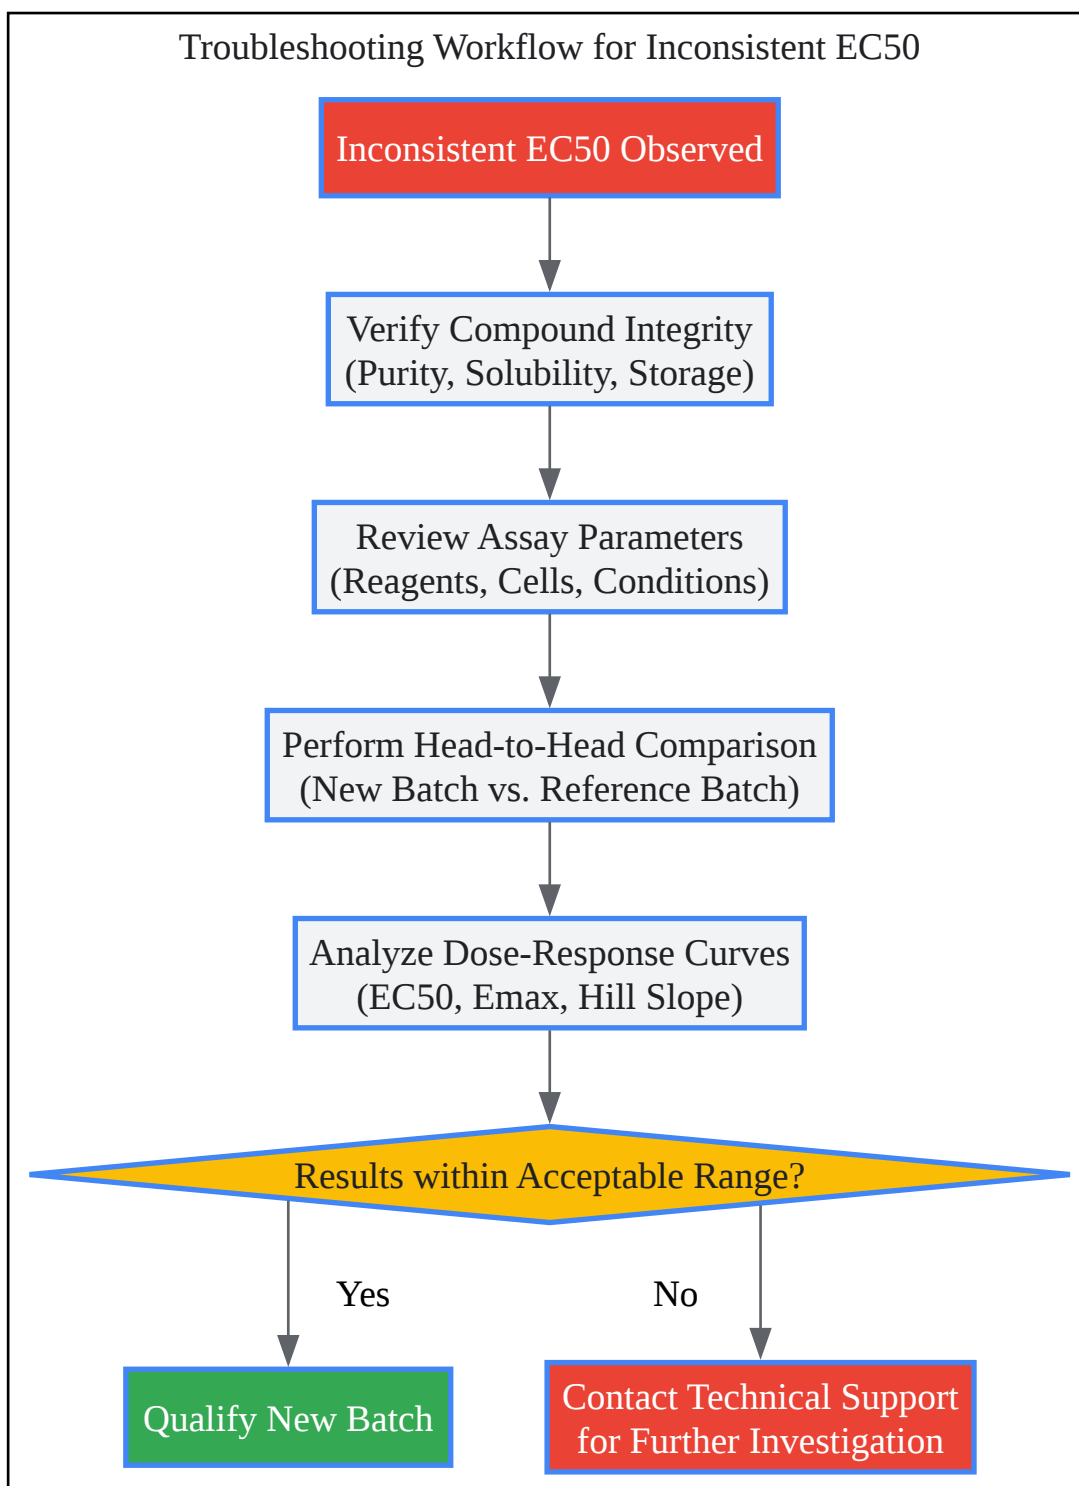 Troubleshooting Workflow for Inconsistent EC50
Inconsistent EC50 Observed
Verify Compound Integrity
(Purity, Solubility, Storage)
Review Assay Parameters
(Reagents, Cells, Conditions)
Perform Head-to-Head Comparison
(New Batch vs. Reference Batch)
Analyze Dose-Response Curves
(EC50, Emax, Hill Slope)
Results within Acceptable Range?
Yes
No
Qualify New Batch
Contact Technical Support
for Further Investigation